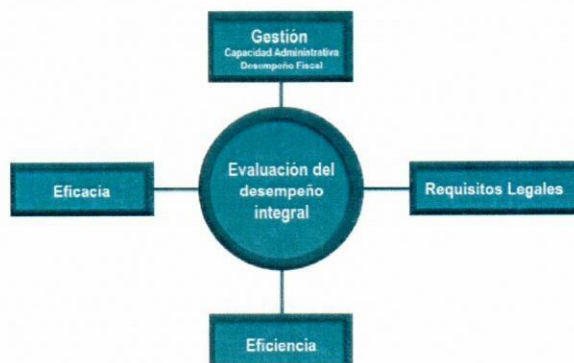 Gestión
Capacidad Administrativa
Desempeño Fiscal
Evaluación del
desempeño
integral
Eficacia
Requisitos Legales
Eficiencia